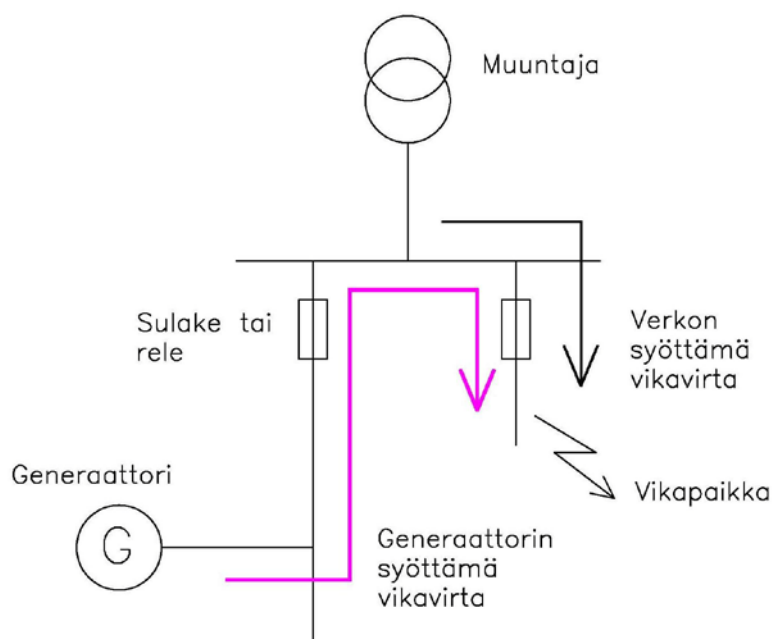 Muuntaja
Sulake tai
rele
Verkon
syöttämä
vikavirta
Generaattori
G
Vikapaikka
Generaattorin
syöttämä
vikavirta